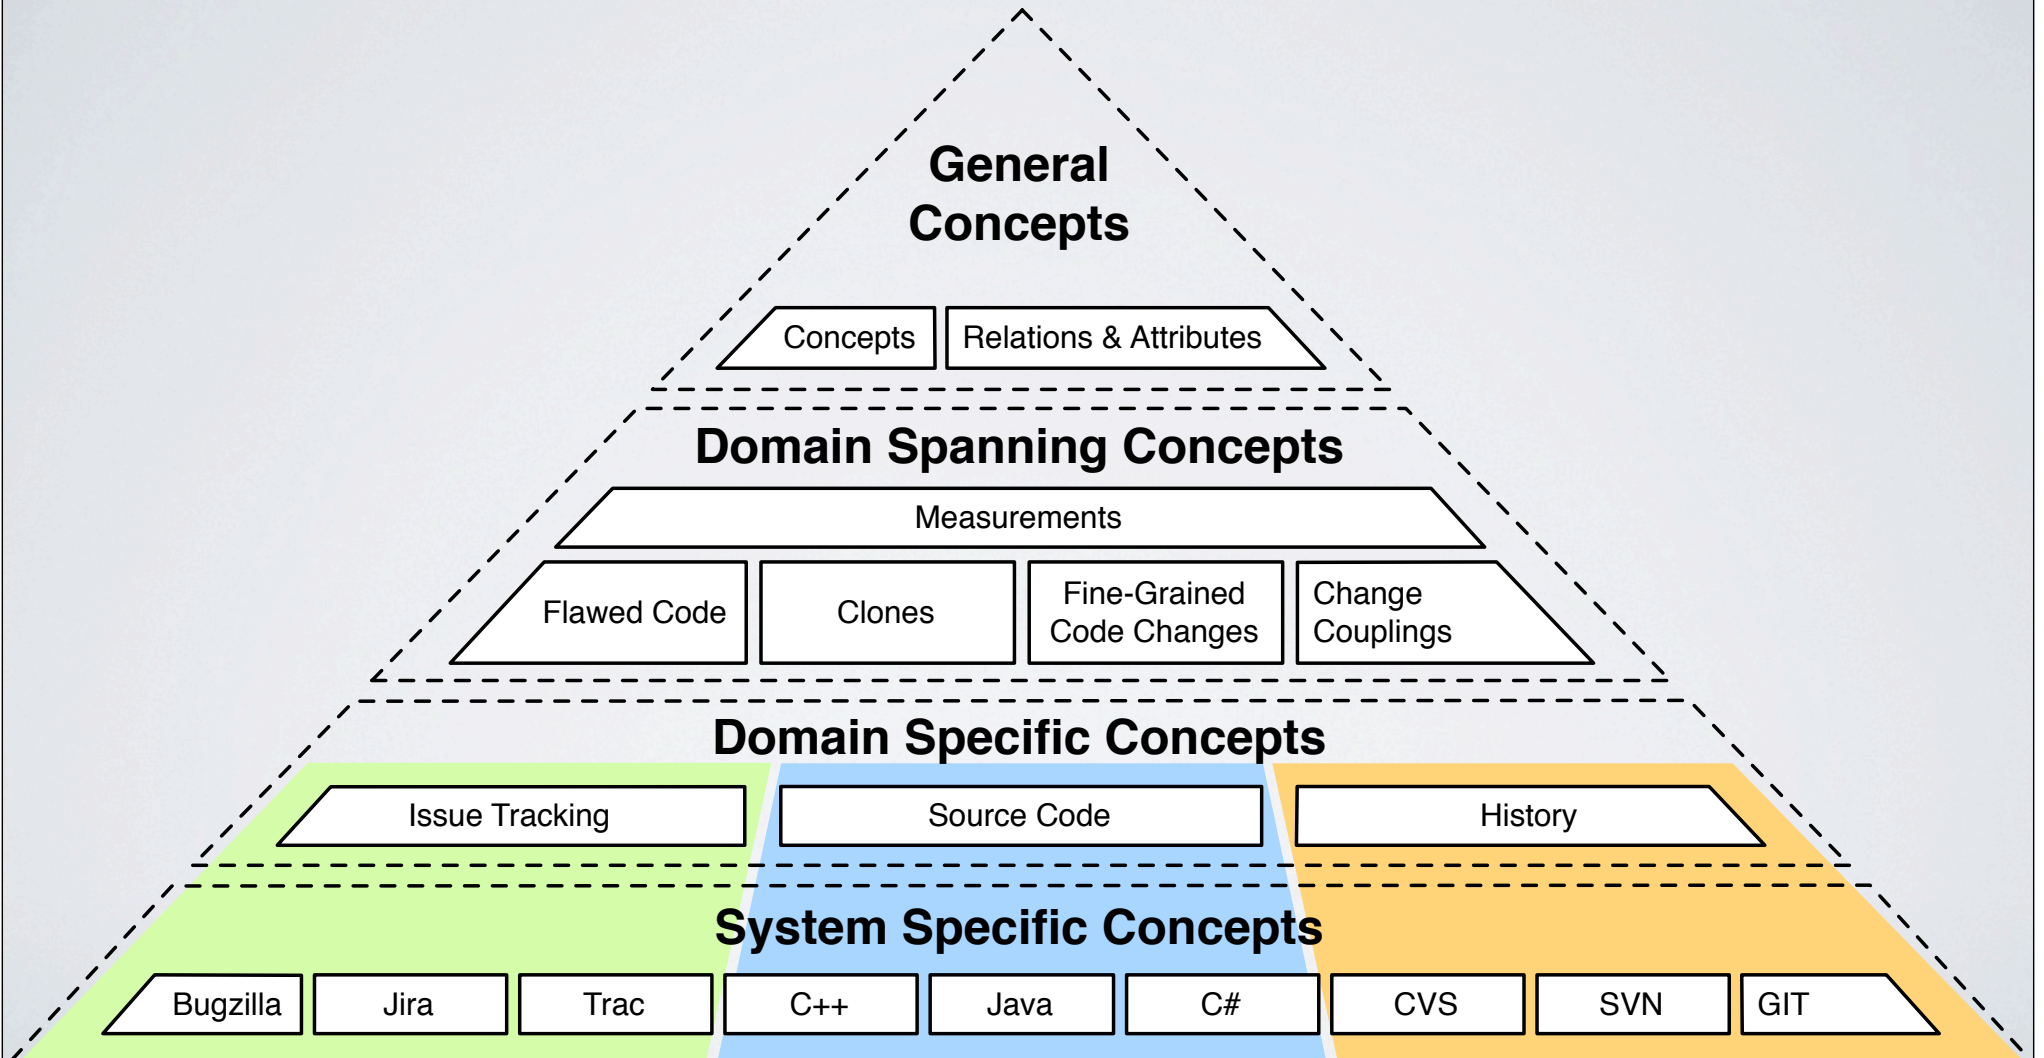 General
Concepts
Concepts
Relations & Attributes
Domain Spanning Concepts
Measurements
Flawed Code
Clones
Fine-Grained
Code Changes
Change
Couplings
Domain Specific Concepts
Issue Tracking
Source Code
History
System Specific Concepts
Bugzilla
Jira
Trac
C++
Java
C#
CVS
SVN
GIT